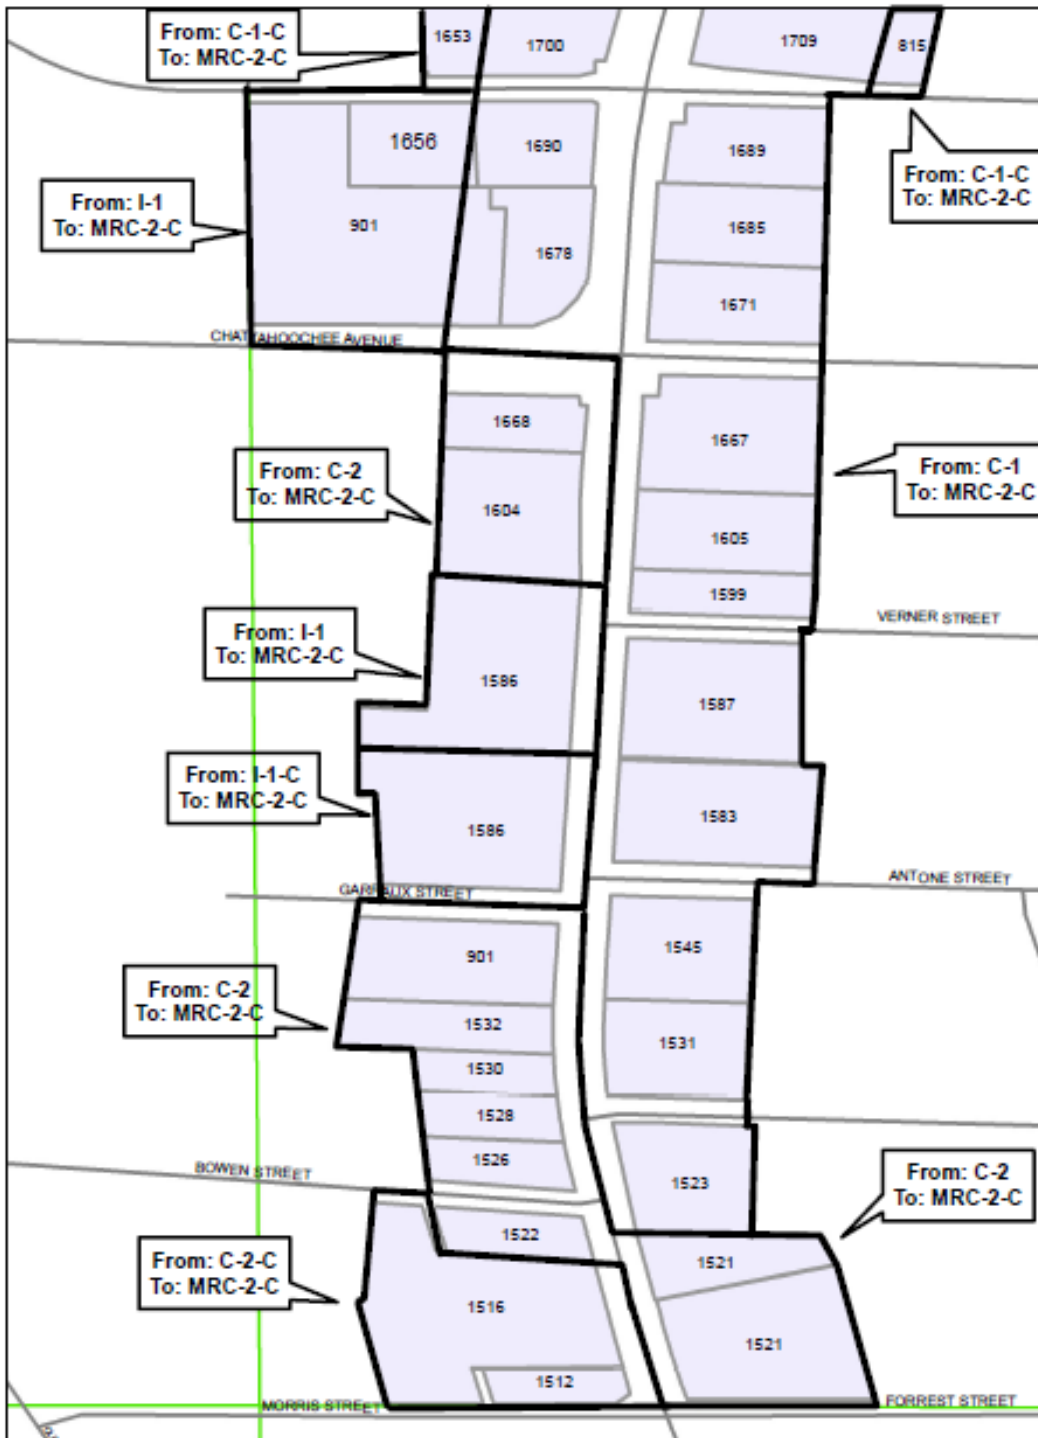 From: C-1-C
To: MRC-2-C
1653
1700
1709
815
1656
1690
1689
From: C-1-C
To: MRC-2-C
From: I-1
To: MRC-2-C
901
1678
1685
1671
CHATTAHOOCHEE AVENUE
1668
1667
From: C-2
To: MRC-2-C
From: C-1
To: MRC-2-C
1604
1605
1599
VERNER STREET
From: I-1
To: MRC-2-C
1586
1587
From: I-1-C
To: MRC-2-C
1586
1583
GARRAUX STREET
ANTONE STREET
901
1545
From: C-2
To: MRC-2-C
1532
1531
1530
1528
1526
BOWEN STREET
1523
From: C-2
To: MRC-2-C
1522
1521
From: C-2-C
To: MRC-2-C
1516
1521
1512
MORRIS STREET
FORREST STREET